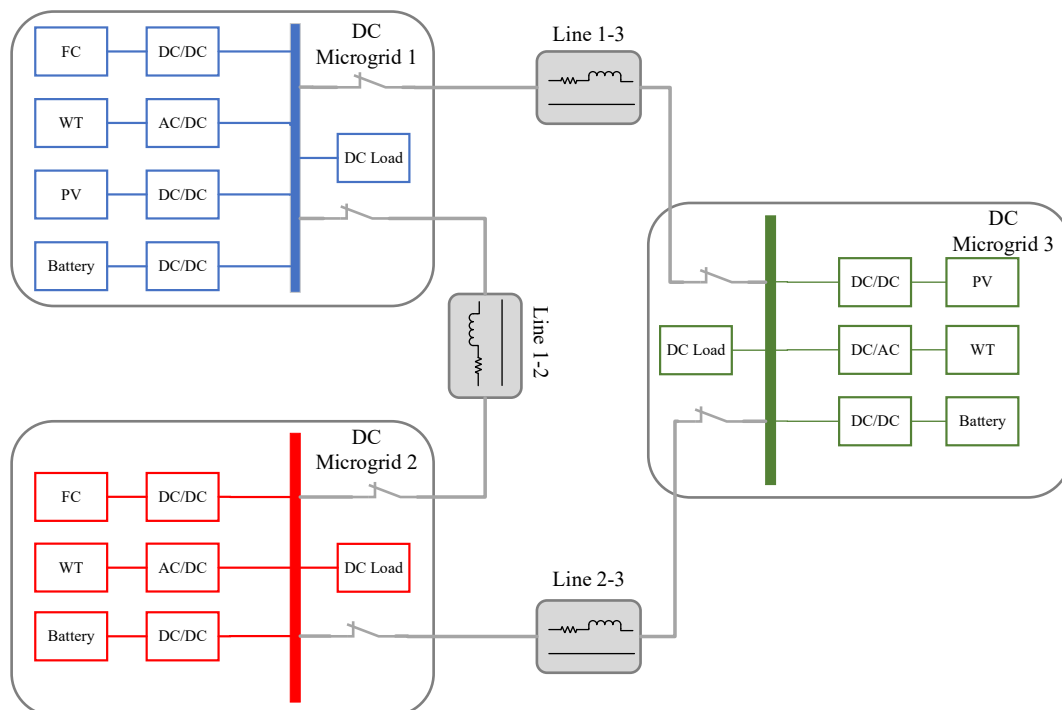 DC
Microgrid 1
FC
DC/DC
WT
AC/DC
DC Load
PV
DC/DC
Battery
DC/DC
Line 1-3
Line 1-2
DC
Microgrid 3
DC/DC
PV
DC Load
DC/AC
WT
DC/DC
Battery
DC
Microgrid 2
FC
DC/DC
WT
AC/DC
DC Load
Battery
DC/DC
Line 2-3